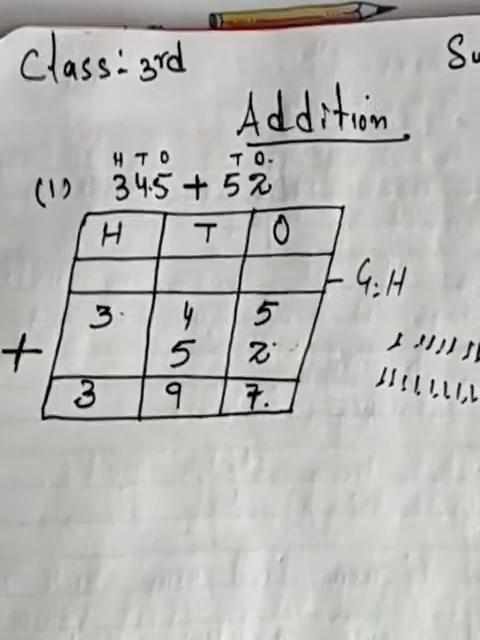 Class: 3rd
Addition
H T O T O.
(1) 345 + 52
H T O
G:H
3 4 5
+ 5 2
3 9 7.